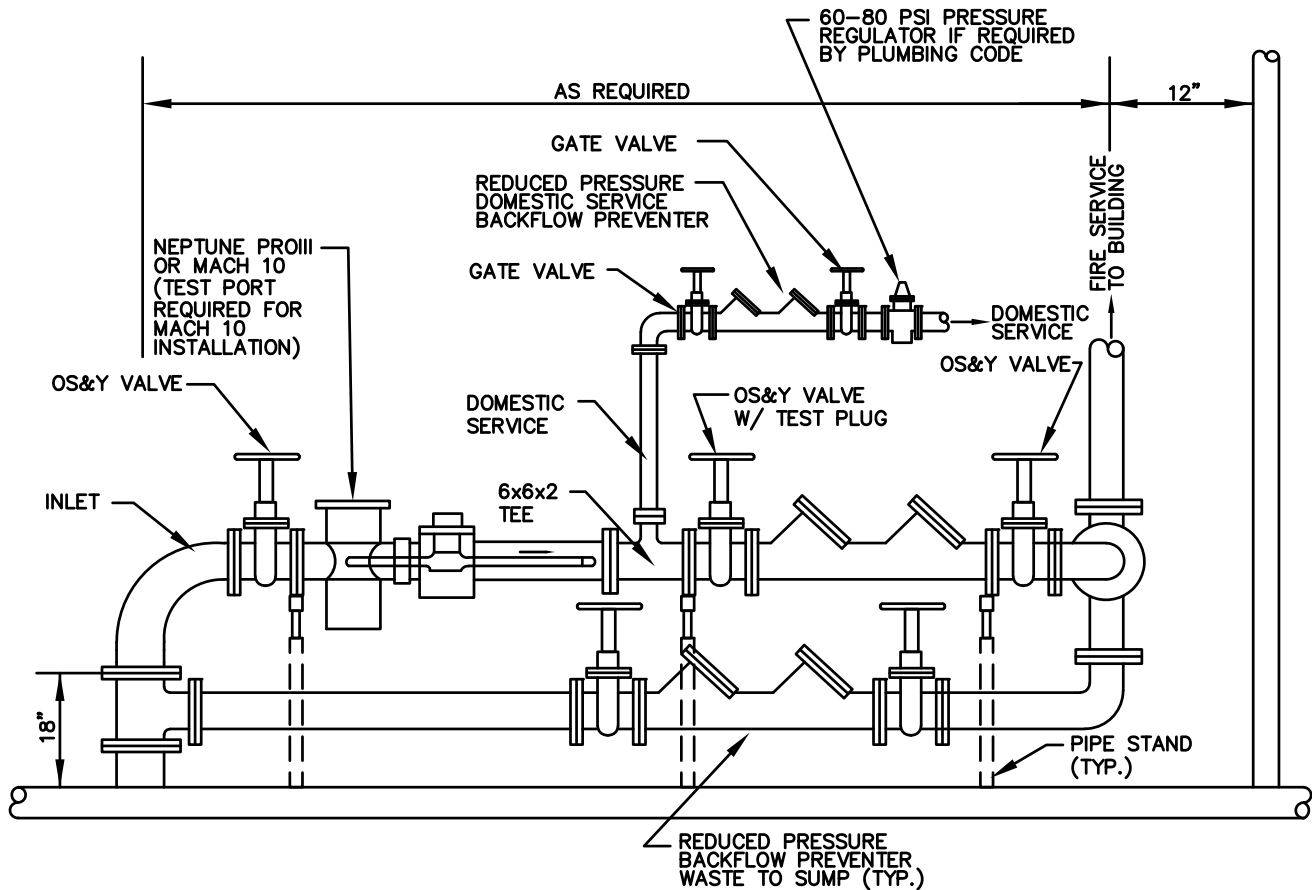 60-80 PSI PRESSURE
REGULATOR IF REQUIRED
BY PLUMBING CODE
AS REQUIRED
12"
GATE VALVE
REDUCED PRESSURE
DOMESTIC SERVICE
BACKFLOW PREVENTER
FIRE SERVICE
TO BUILDING
NEPTUNE PROIII
OR MACH 10
(TEST PORT
REQUIRED FOR
MACH 10
INSTALLATION)
GATE VALVE
DOMESTIC
SERVICE
OS&Y VALVE
OS&Y VALVE
DOMESTIC
SERVICE
OS&Y VALVE
W/ TEST PLUG
INLET
6x6x2
TEE
18"
PIPE STAND
(TYP.)
REDUCED PRESSURE
BACKFLOW PREVENTER
WASTE TO SUMP (TYP.)